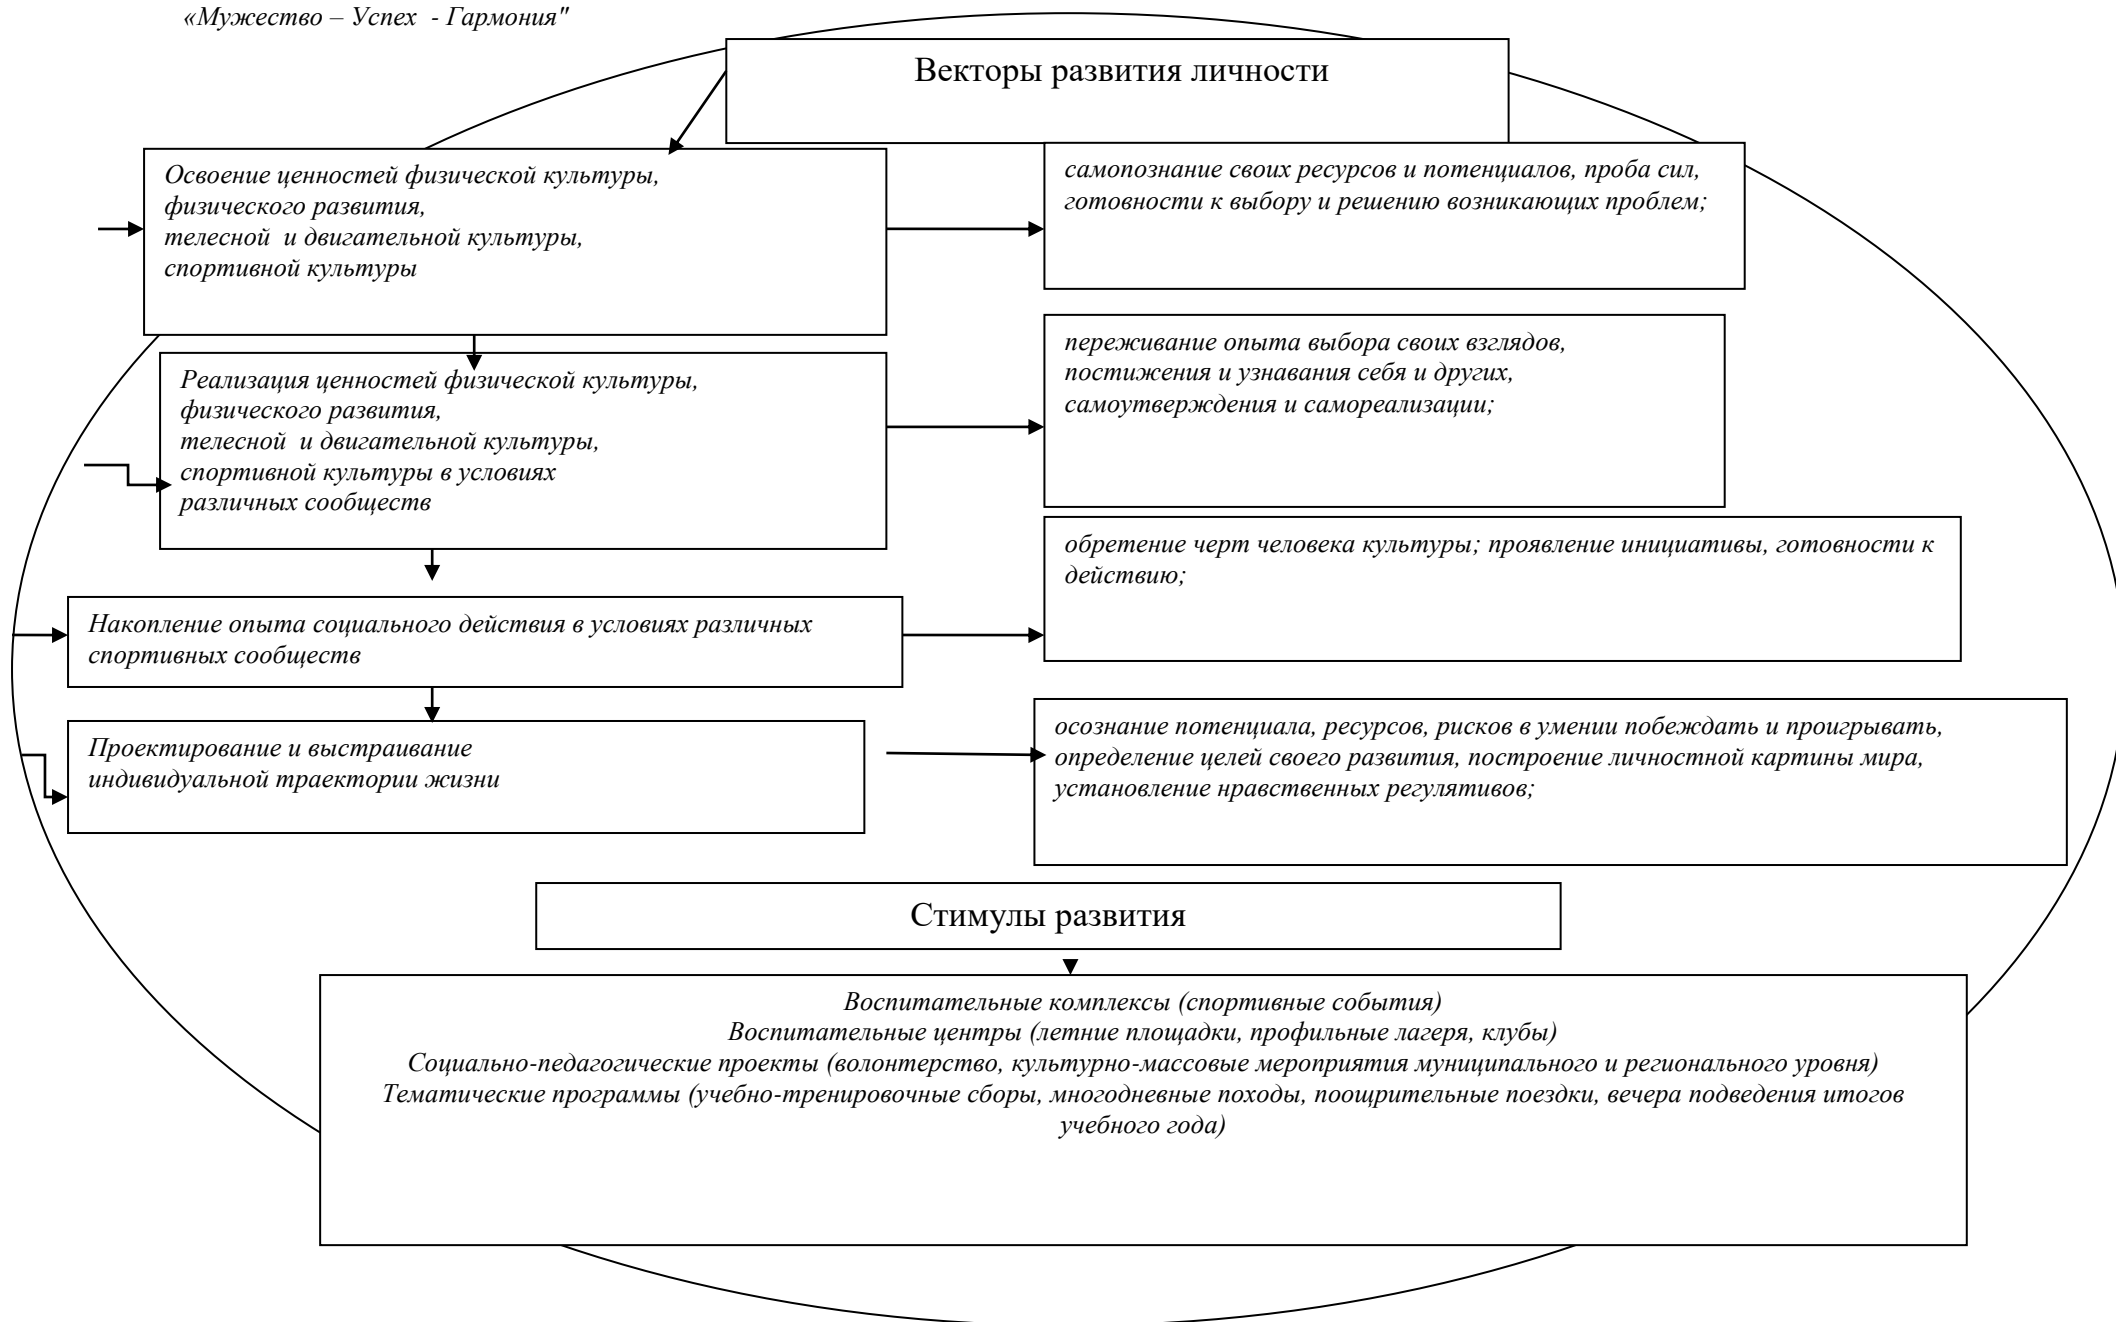 «Мужество – Успех - Гармония"
Векторы развития личности
Освоение ценностей физической культуры,
физического развития,
телесной и двигательной культуры,
спортивной культуры
самопознание своих ресурсов и потенциалов, проба сил,
готовности к выбору и решению возникающих проблем;
Реализация ценностей физической культуры,
физического развития,
телесной и двигательной культуры,
спортивной культуры в условиях
различных сообществ
переживание опыта выбора своих взглядов,
постижения и узнавания себя и других,
самоутверждения и самореализации;
Накопление опыта социального действия в условиях различных
спортивных сообществ
обретение черт человека культуры; проявление инициативы, готовности к
действию;
Проектирование и выстраивание
индивидуальной траектории жизни
осознание потенциала, ресурсов, рисков в умении побеждать и проигрывать,
определение целей своего развития, построение личностной картины мира,
установление нравственных регулятивов;
Стимулы развития
Воспитательные комплексы (спортивные события)
Воспитательные центры (летние площадки, профильные лагеря, клубы)
Социально-педагогические проекты (волонтерство, культурно-массовые мероприятия муниципального и регионального уровня)
Тематические программы (учебно-тренировочные сборы, многодневные походы, поощрительные поездки, вечера подведения итогов
учебного года)